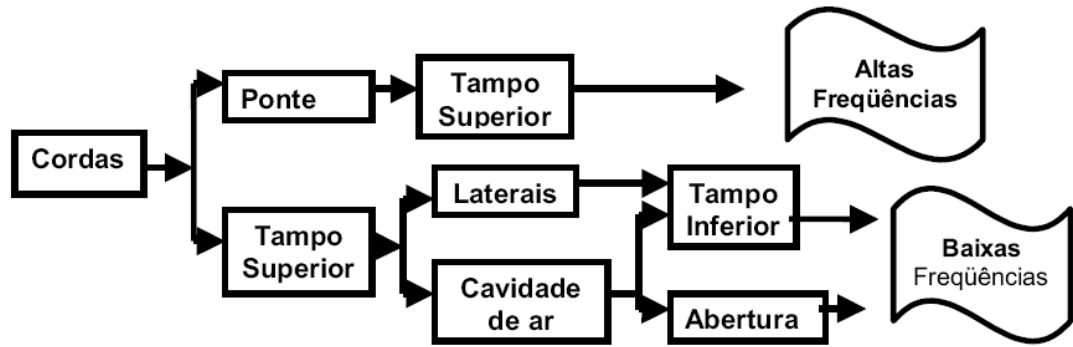 Cordas
Ponte
Tampo
Superior
Altas
Freqüências
Tampo
Superior
Laterais
Cavidade
de ar
Tampo
Inferior
Abertura
Baixas
Freqüências